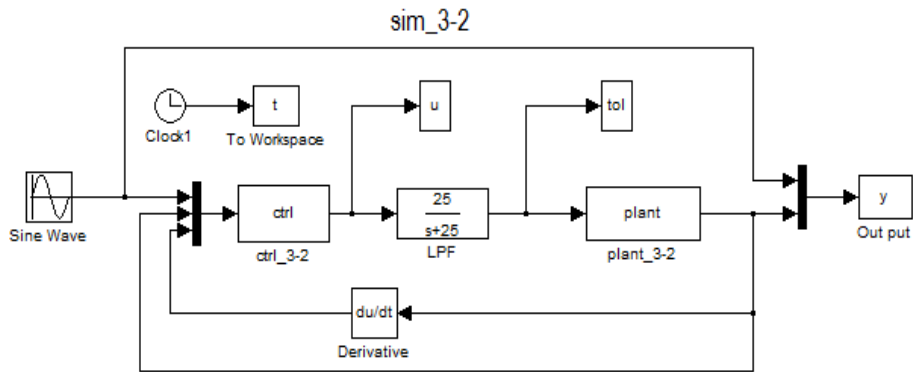 sim_3-2
t
u
tol
Clock1
To Workspace
ctrl
25
s+25
plant
y
Sine Wave
ctrl_3-2
LPF
plant_3-2
Out put
du/dt
Derivative